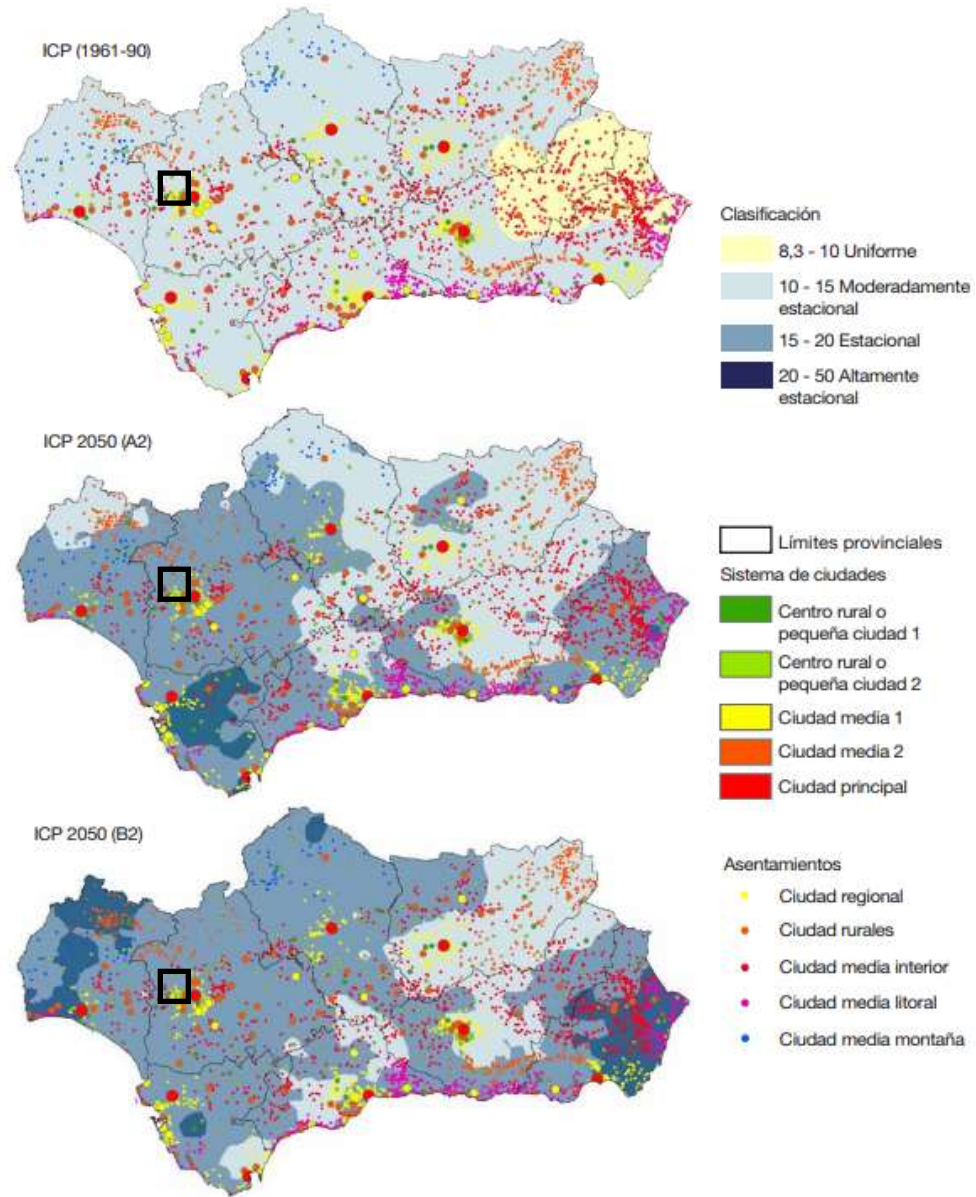 ICP (1961-90)
Clasificación
8,3 - 10 Uniforme
10 - 15 Moderadamente
estacional
15 - 20 Estacional
20 - 50 Altamente
estacional
ICP 2050 (A2)
Límites provinciales
Sistema de ciudades
Centro rural o
pequeña ciudad 1
Centro rural o
pequeña ciudad 2
Ciudad media 1
Ciudad media 2
Ciudad principal
ICP 2050 (B2)
Asentamientos
Ciudad regional
Ciudad rurales
Ciudad media interior
Ciudad media litoral
Ciudad media montaña